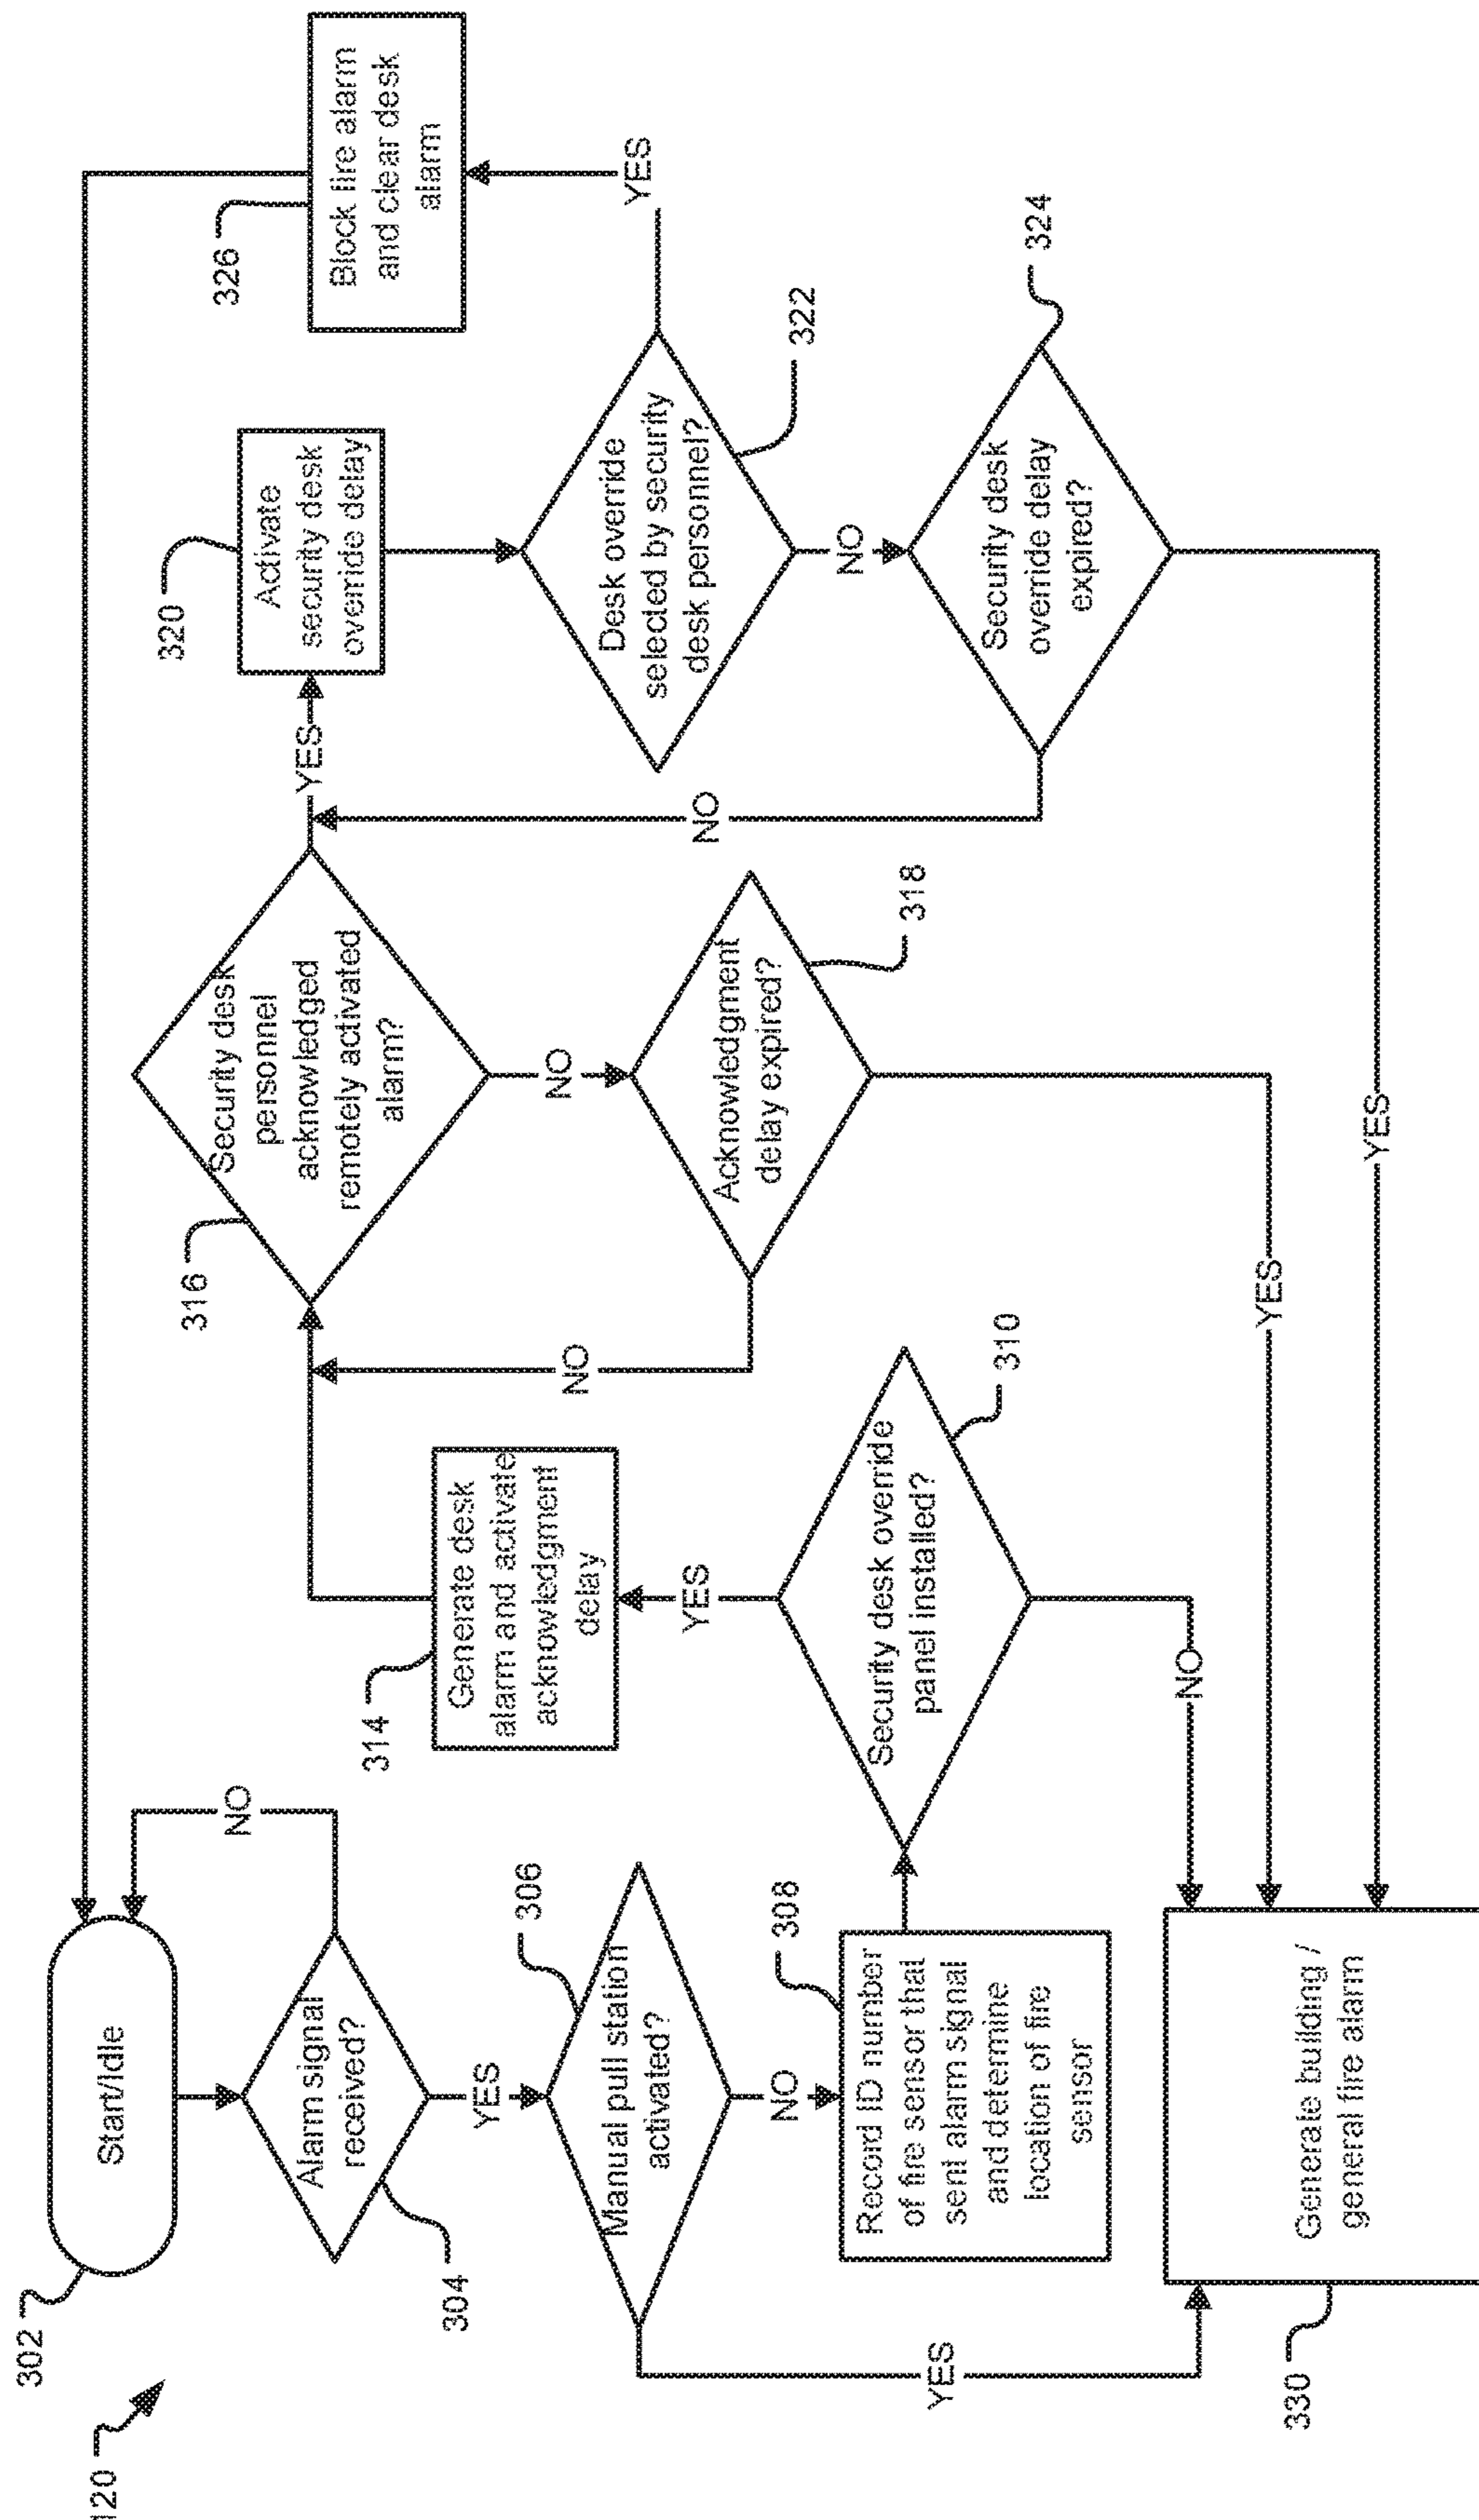 120
302
Start/Idle
304
Alarm signal
received?
NO
YES
306
Manual pull station
activated?
YES
NO
308
Record ID number
of fire sensor that
sent alarm signal
and determine
location of fire
sensor
310
Security desk override
panel installed?
YES
NO
314
Generate desk
alarm and activate
acknowledgment
delay
316
Security desk
personnel
acknowledged
remotely activated
alarm?
YES
NO
318
Acknowledgment
delay expired?
NO
YES
320
Activate
security desk
override delay
322
Desk override
selected by security
desk personnel?
YES
NO
324
Security desk
override delay
expired?
NO
YES
326
Block fire alarm
and clear desk
alarm
330
Generate building /
general fire alarm